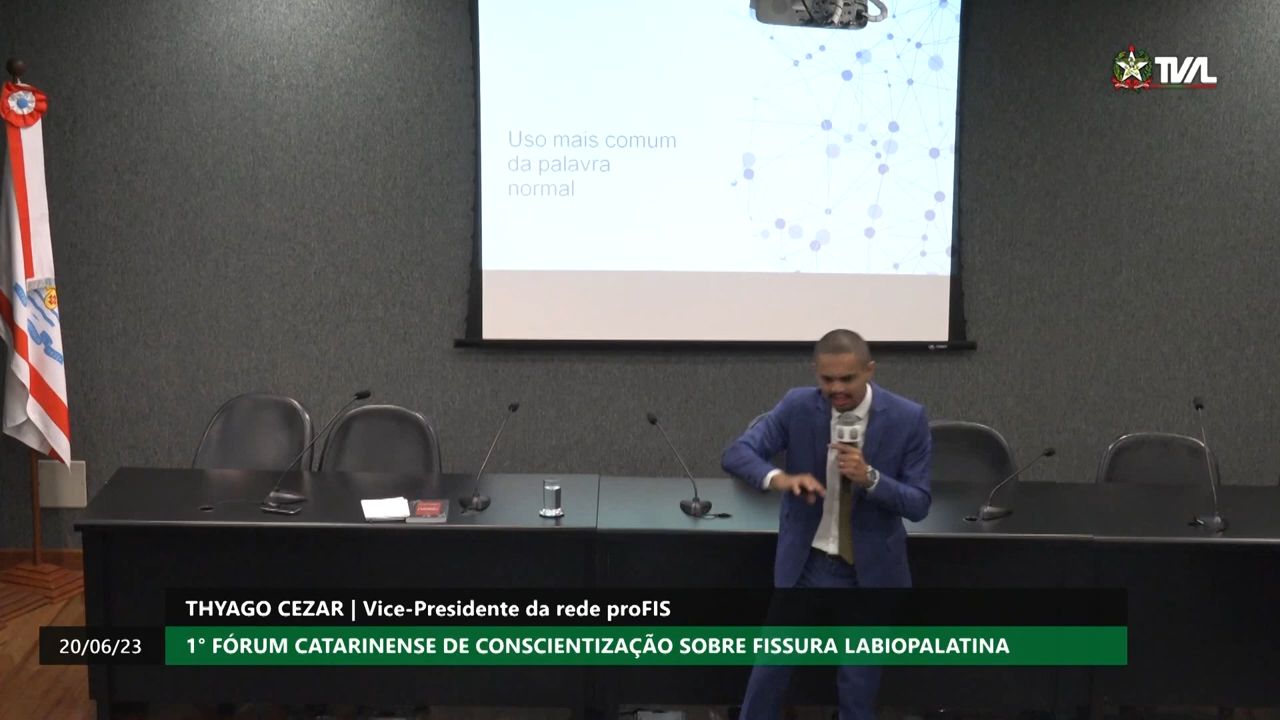 TVAL
Uso mais comum
da palavra
normal
THYAGO CEZAR | Vice-Presidente da rede proFIS
20/06/23
1° FÓRUM CATARINENSE DE CONSCIENTIZAÇÃO SOBRE FISSURA LABIOPALATINA